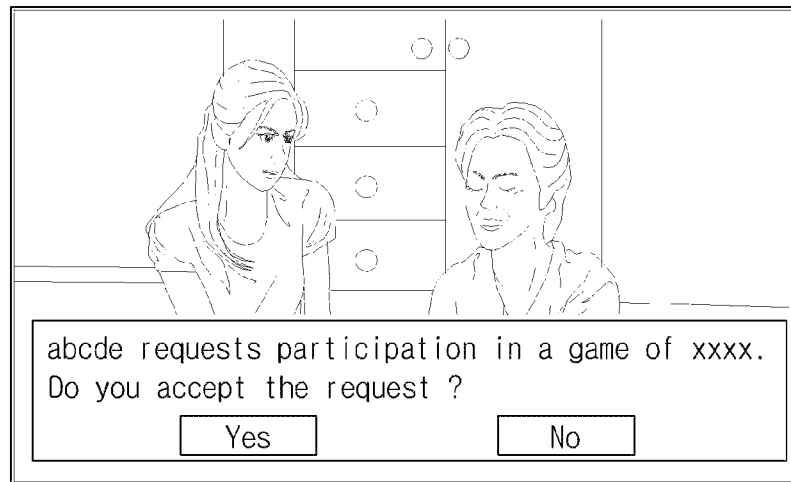 abcde requests participation in a game of xxxx.
Do you accept the request ?
Yes No